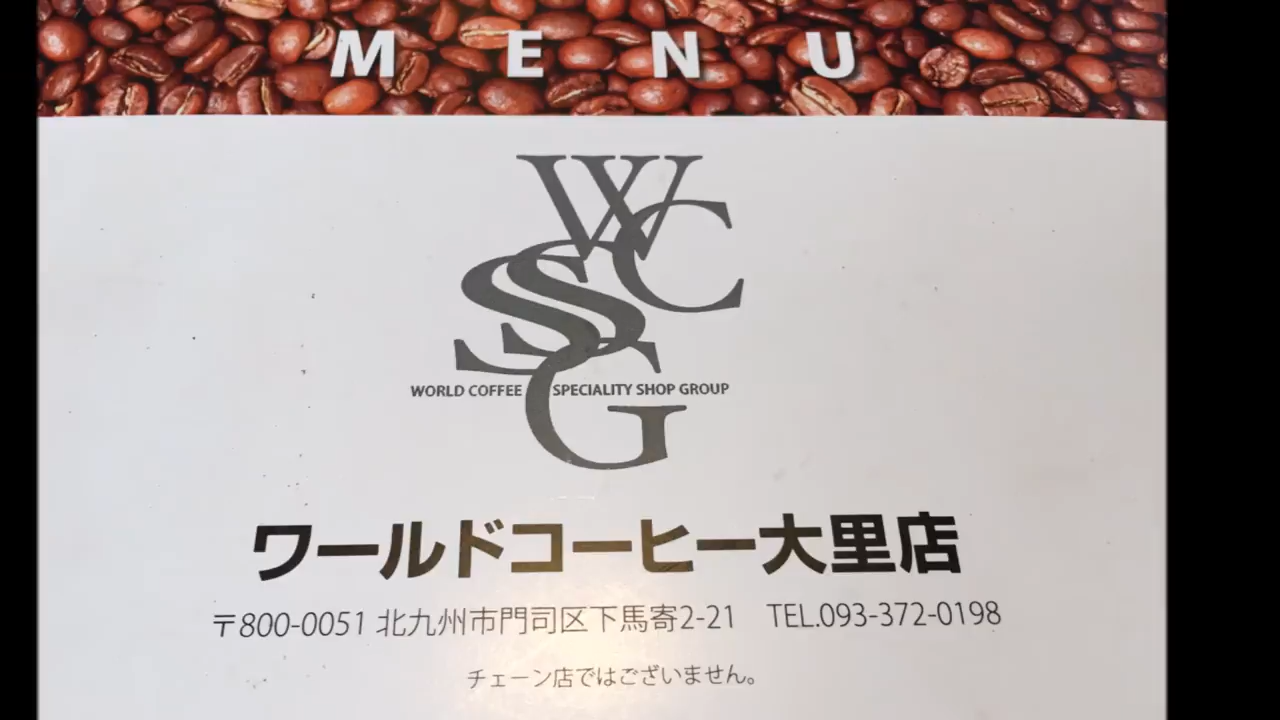 MENU
WCSSG
WORLD COFFEE SPECIALITY SHOP GROUP
ワールドコーヒー大里店
〒800-0051 北九州市門司区下馬寄2-21 TEL.093-372-0198
チェーン店ではございません。